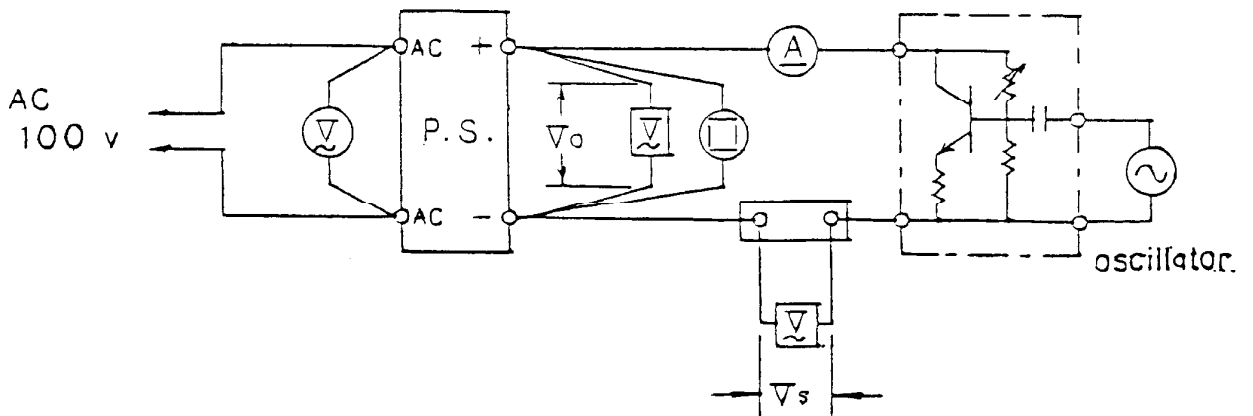 AC
100 v
V
AC +
P.S.
AC -
Vo
V
A
V
Vs
oscillator.